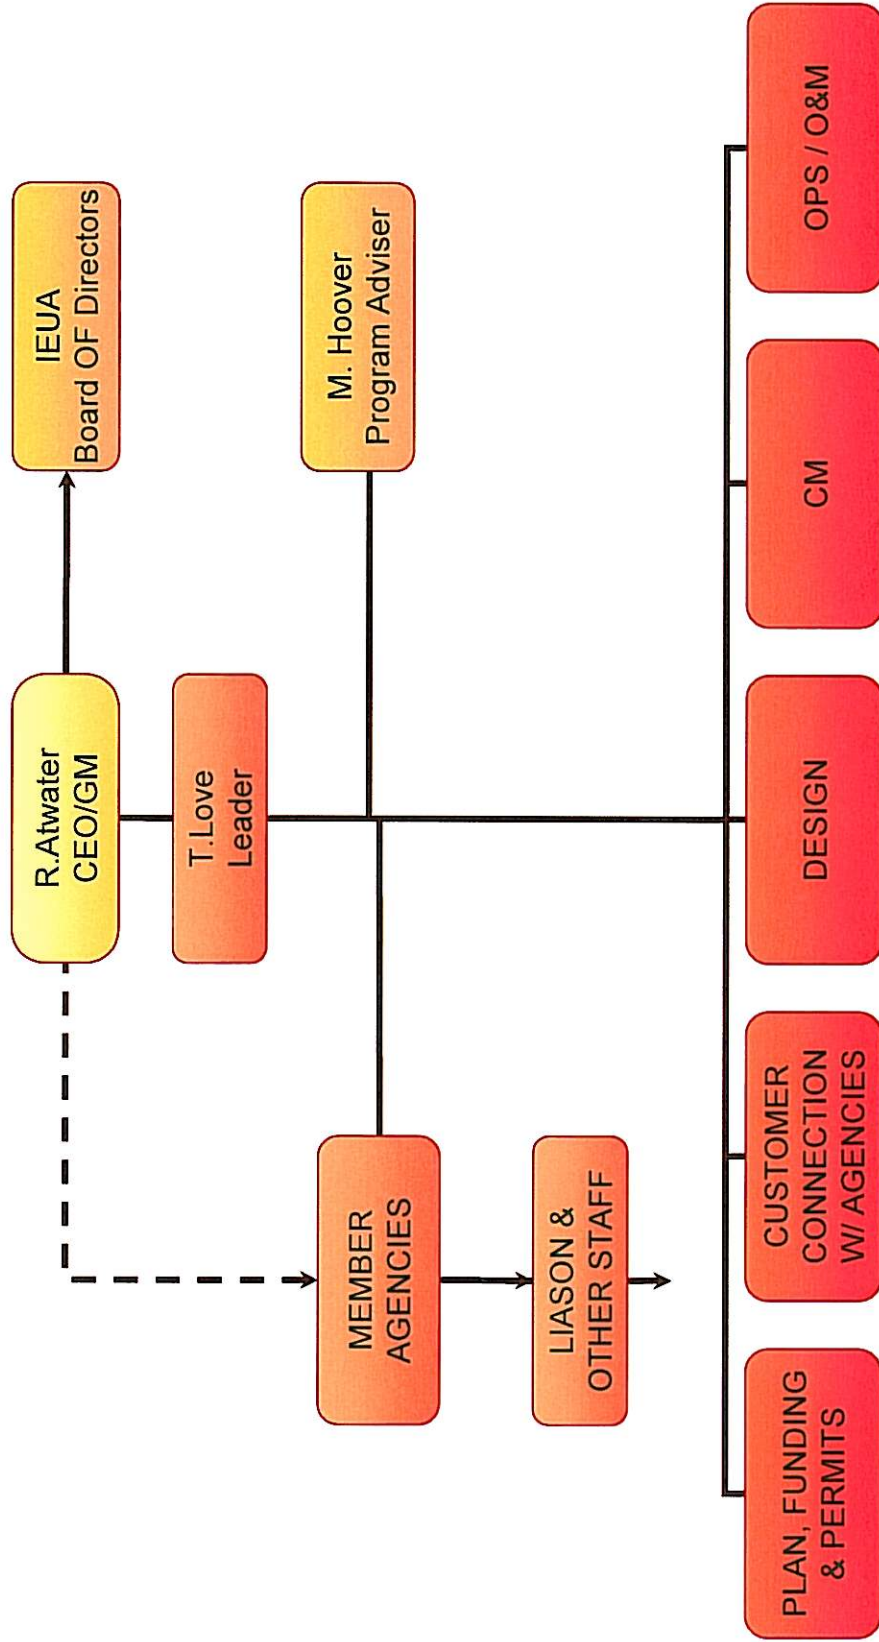 R.Atwater
CEO/GM
IEUA
Board OF Directors
T.Love
Leader
M. Hoover
Program Adviser
MEMBER
AGENCIES
LIASON &
OTHER STAFF
PLAN, FUNDING
& PERMITS
CUSTOMER
CONNECTION
W/ AGENCIES
DESIGN
CM
OPS / O&M